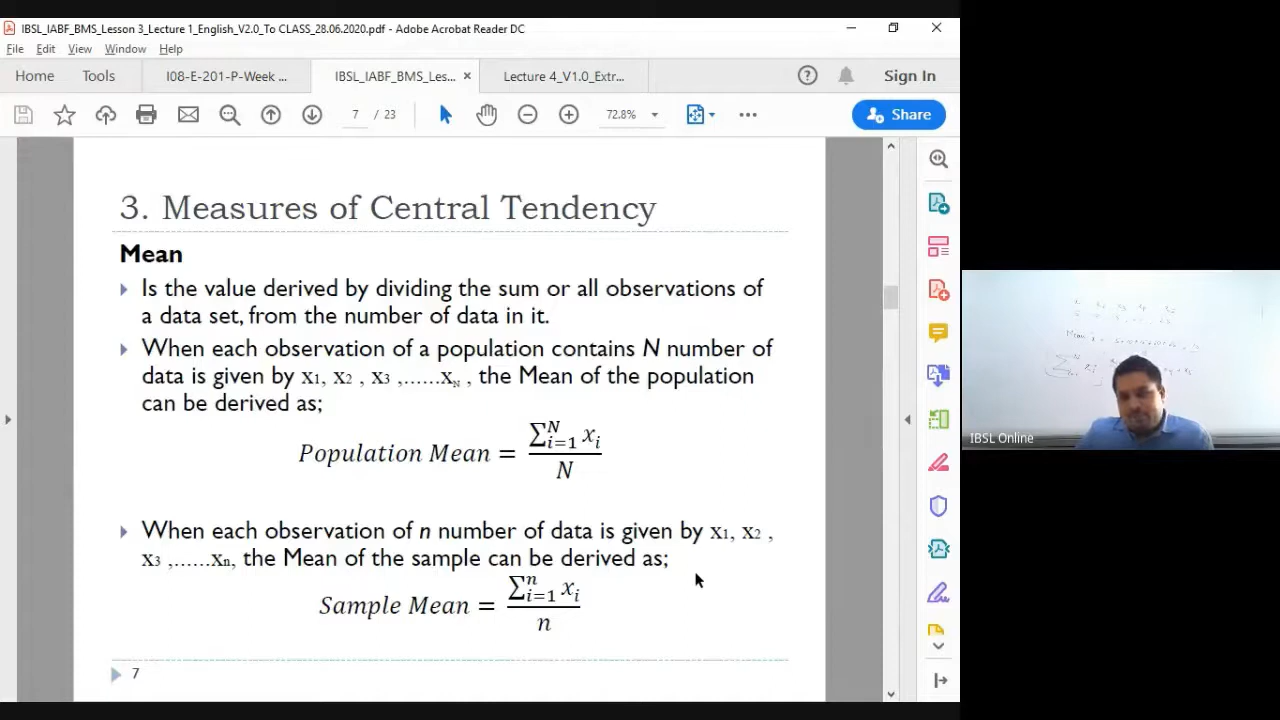 IBSL_IABF_BMS_Lesson 3_Lecture 1_English_V2.0_To CLASS_28.06.2020.pdf - Adobe Acrobat Reader DC
File Edit View Window Help
Home Tools I08-E-201-P-Week ... IBSL_IABF_BMS_Les... × Lecture 4_V1.0_Extr... Sign In
7 / 23 72.8% Share
3. Measures of Central Tendency
Mean
Is the value derived by dividing the sum or all observations of
a data set, from the number of data in it.
When each observation of a population contains N number of
data is given by x₁, x₂ , x₃ ,......x_N , the Mean of the population
can be derived as;
Population Mean = \frac{\sum_{i=1}^{N} x_i}{N}
When each observation of n number of data is given by x₁, x₂ ,
x₃ ,......xₙ, the Mean of the sample can be derived as;
Sample Mean = \frac{\sum_{i=1}^{n} x_i}{n}
7
IBSL Online